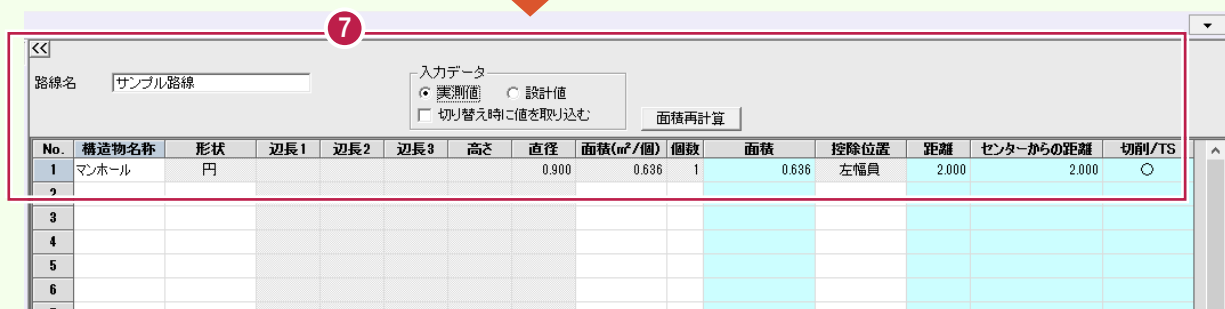 7
<<
路線名 サンプル路線
入力データ
実測値 設計値
切り替え時に値を取り込む 面積再計算
No. 構造物名称 形状 辺長1 辺長2 辺長3 高さ 直径 面積(㎡/個) 個数 面積 控除位置 距離 センターからの距離 切削/TS
1 マンホール 円 0.900 0.636 1 0.636 左幅員 2.000 2.000 ○
2
3
4
5
6